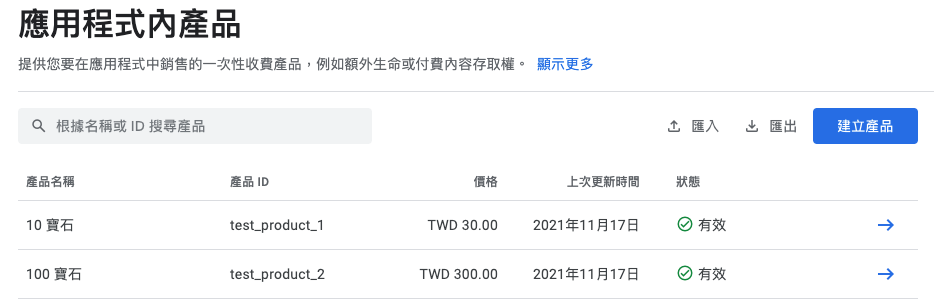 應用程式內產品
提供您要在應用程式中銷售的一次性收費產品，例如額外生命或付費內容存取權。 顯示更多
根據名稱或 ID 搜尋產品 匯入 匯出 建立產品
產品名稱 產品 ID 價格 上次更新時間 狀態
10 寶石 test_product_1 TWD 30.00 2021年11月17日 有效
100 寶石 test_product_2 TWD 300.00 2021年11月17日 有效